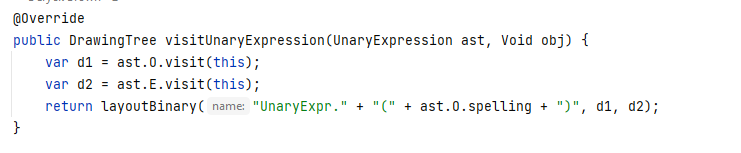 @Override
public DrawingTree visitUnaryExpression(UnaryExpression ast, Void obj) {
    var d1 = ast.O.visit(this);
    var d2 = ast.E.visit(this);
    return layoutBinary( name: "UnaryExpr." + "(" + ast.O.spelling + ")", d1, d2);
}